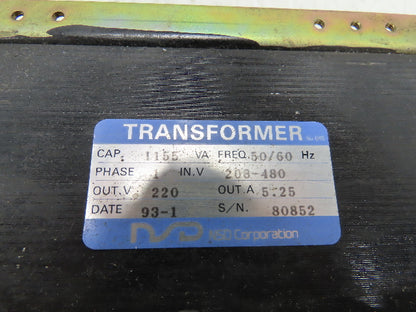 TRANSFORMER
CAP. 1155 VA FREQ. 50/60 Hz
PHASE 1 IN.V 208-480
OUT.V 220 OUT.A 5.25
DATE 93-1 S/N. 80852
NSD NSD Corporation